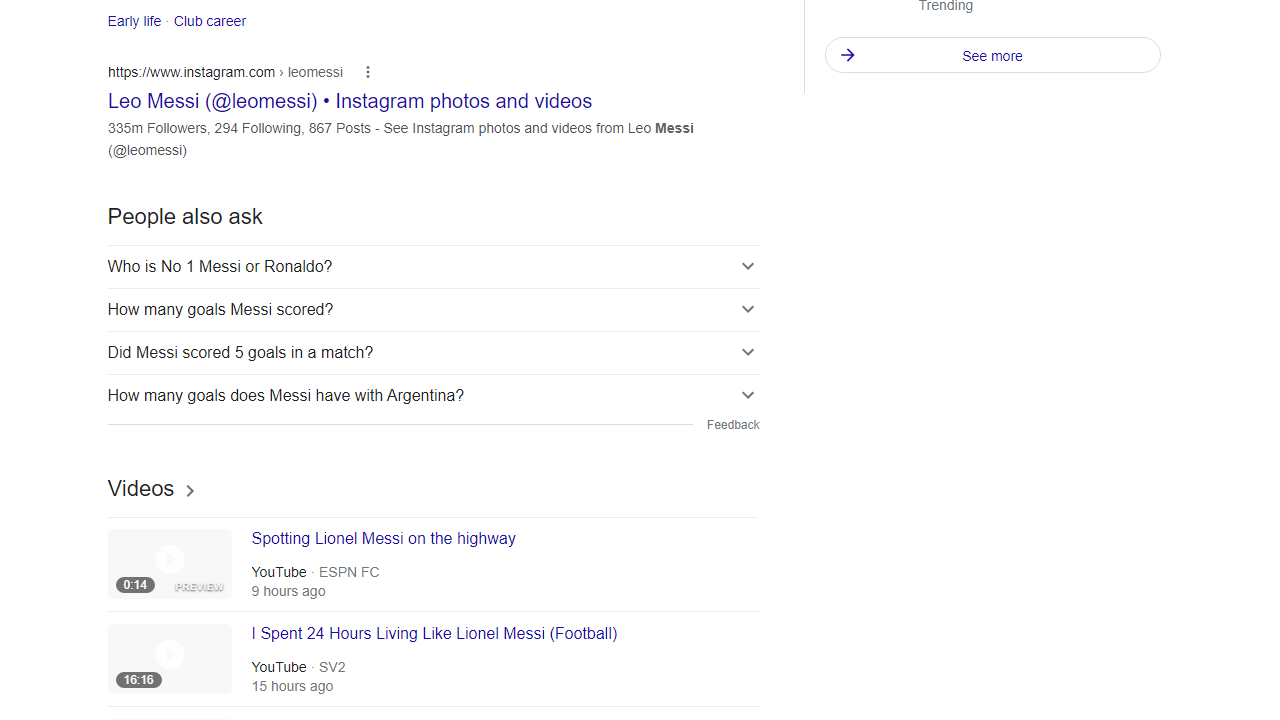 Early life · Club career
https://www.instagram.com › leomessi
Leo Messi (@leomessi) • Instagram photos and videos
335m Followers, 294 Following, 867 Posts - See Instagram photos and videos from Leo Messi
(@leomessi)
People also ask
Who is No 1 Messi or Ronaldo?
How many goals Messi scored?
Did Messi scored 5 goals in a match?
How many goals does Messi have with Argentina?
Feedback
Videos
Spotting Lionel Messi on the highway
0:14
PREVIEW
YouTube · ESPN FC
9 hours ago
I Spent 24 Hours Living Like Lionel Messi (Football)
16:16
YouTube · SV2
15 hours ago
Trending
See more